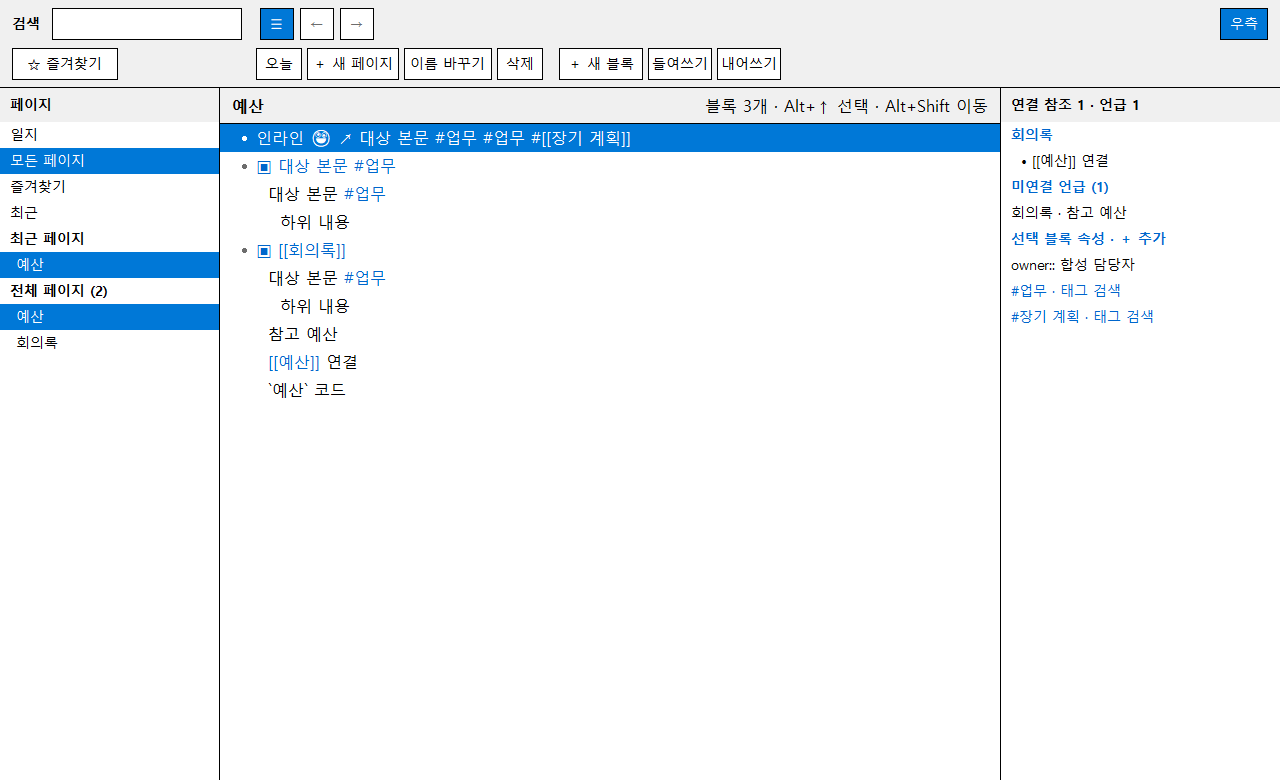 검색 ☰ ← → 우측
☆ 즐겨찾기 오늘 + 새 페이지 이름 바꾸기 삭제 + 새 블록 들여쓰기 내어쓰기
페이지
일지
모든 페이지
즐겨찾기
최근
최근 페이지
예산
전체 페이지 (2)
예산
회의록
예산 블록 3개 · Alt+↑ 선택 · Alt+Shift 이동
• 인라인 😀 ↗ 대상 본문 #업무 #업무 #[[장기 계획]]
• ▣ 대상 본문 #업무
대상 본문 #업무
하위 내용
• ▣ [[회의록]]
대상 본문 #업무
하위 내용
참고 예산
[[예산]] 연결
`예산` 코드
연결 참조 1 · 언급 1
회의록
• [[예산]] 연결
미연결 언급 (1)
회의록 · 참고 예산
선택 블록 속성 · + 추가
owner:: 합성 담당자
#업무 · 태그 검색
#장기 계획 · 태그 검색